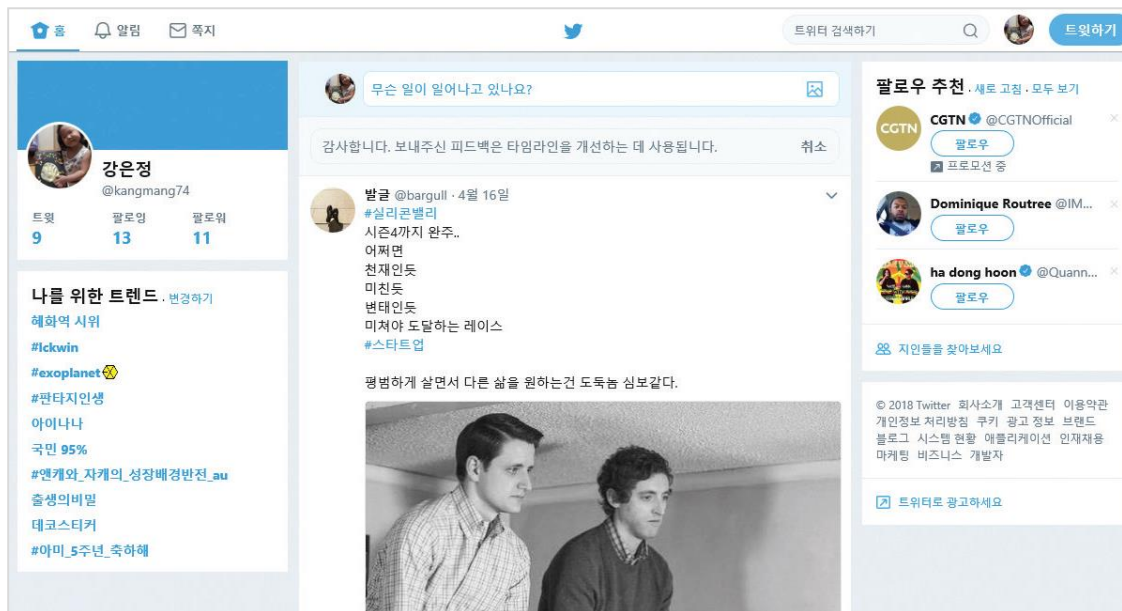 홈 알림 쪽지 트위터 검색하기 트윗하기
강은정
@kangmang74
트윗 팔로잉 팔로워
9 13 11
나를 위한 트렌드 · 변경하기
혜화역 시위
#lckwin
#exoplanet
#판타지인생
아이나나
국민 95%
#앤캐와_자캐의_성장배경반전_au
출생의비밀
데코스티커
#아미_5주년_축하해
무슨 일이 일어나고 있나요?
감사합니다. 보내주신 피드백은 타임라인을 개선하는 데 사용됩니다. 취소
발글 @bargull · 4월 16일
#실리콘밸리
시즌4까지 완주..
어쩌면
천재인듯
미친듯
변태인듯
미쳐야 도달하는 레이스
#스타트업
평범하게 살면서 다른 삶을 원하는건 도둑놈 심보같다.
팔로우 추천 · 새로 고침 · 모두 보기
CGTN
CGTN @CGTNOfficial
팔로우
프로모션 중
Dominique Routree @IM...
팔로우
ha dong hoon @Quann...
팔로우
지인들을 찾아보세요
© 2018 Twitter 회사소개 고객센터 이용약관
개인정보 처리방침 쿠키 광고 정보 브랜드
블로그 시스템 현황 애플리케이션 인재채용
마케팅 비즈니스 개발자
트위터로 광고하세요